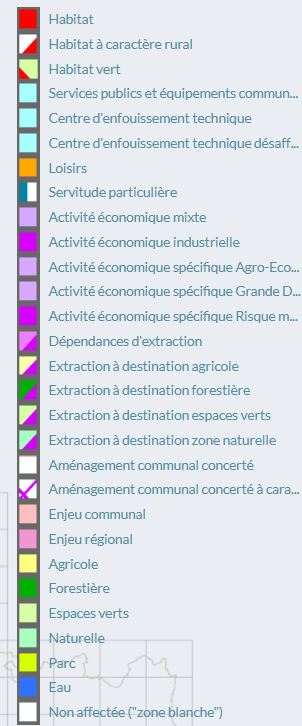 Habitat
Habitat à caractère rural
Habitat vert
Services publics et équipements commun...
Centre d'enfouissement technique
Centre d'enfouissement technique désaff...
Loisirs
Servitude particulière
Activité économique mixte
Activité économique industrielle
Activité économique spécifique Agro-Eco...
Activité économique spécifique Grande D...
Activité économique spécifique Risque m...
Dépendances d'extraction
Extraction à destination agricole
Extraction à destination forestière
Extraction à destination espaces verts
Extraction à destination zone naturelle
Aménagement communal concerté
Aménagement communal concerté à cara...
Enjeu communal
Enjeu régional
Agricole
Forestière
Espaces verts
Naturelle
Parc
Eau
Non affectée ("zone blanche")